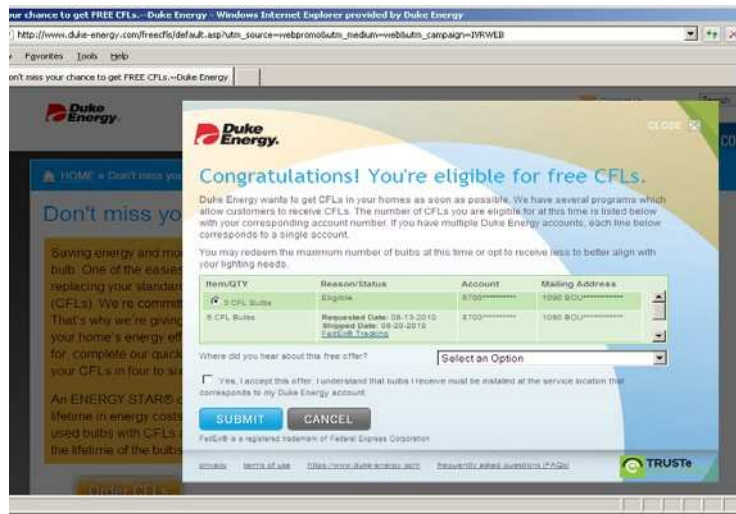 our chance to get FREE CFLs.--Duke Energy - Windows Internet Explorer provided by Duke Energy
http://www.duke-energy.com/freecfls/default.asp?utm_source=webpromo&utm_medium=web&utm_campaign=IVRWEB
Favorites Tools Help
on't miss your chance to get FREE CFLs.--Duke Energy
Duke
Energy.
Search
HOME » Don't miss you
CO
Don't miss yo
Saving energy and mo
bulb. One of the easies
replacing your standar
(CFLs). We're commit
That's why we're giving
your home's energy eff
for, complete our quick
your CFLs in four to six
An ENERGY STAR®
lifetime in energy costs
used bulbs with CFLs
the lifetime of the bulbs
Order CFLs
Duke
Energy.
CLOSE
Congratulations! You're eligible for free CFLs.
Duke Energy wants to get CFLs in your homes as soon as possible. We have several programs which
allow customers to receive CFLs. The number of CFLs you are eligible for at this time is listed below
with your corresponding account number. If you have multiple Duke Energy accounts, each line below
corresponds to a single account.
You may redeem the maximum number of bulbs at this time or opt to receive less to better align with
your lighting needs.
Item/QTY Reason/Status Account Mailing Address
CFL Bulbs Eligible 8700********** 1090 BOU***********
CFL Bulbs Requested Date: 08-13-2010 8700********** 1090 BOU***********
Shipped Date: 08-20-2010
FedEx® Tracking
Where did you hear about this free offer? Select an Option
Yes, I accept this offer. I understand that bulbs I receive must be installed at the service location that
corresponds to my Duke Energy account.
SUBMIT CANCEL
FedEx® is a registered trademark of Federal Express Corporation
privacy terms of use https://www.duke-energy.com frequently asked questions (FAQs)
TRUSTe